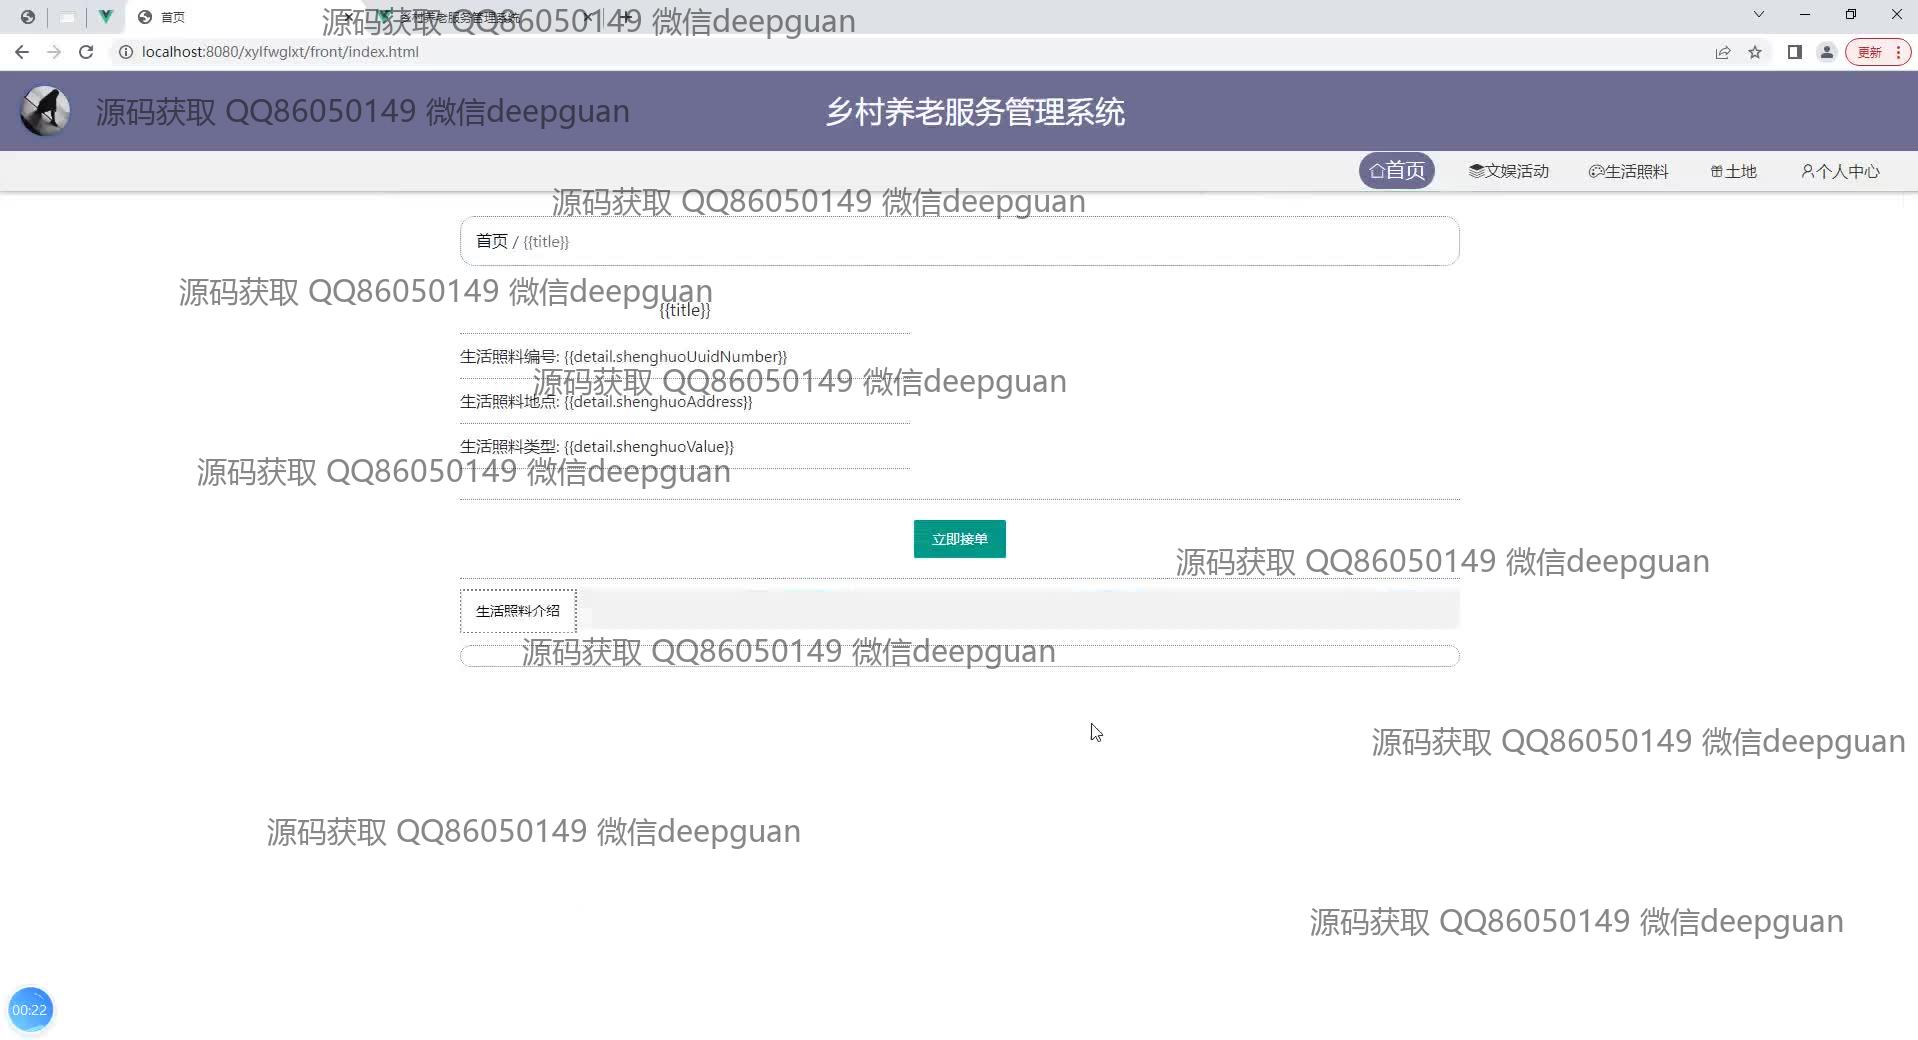 首页
乡村养老服务管理系统
源码获取 QQ86050149 微信deepguan
localhost:8080/xylfwglxt/front/index.html
更新
源码获取 QQ86050149 微信deepguan
乡村养老服务管理系统
首页
文娱活动
生活照料
土地
个人中心
源码获取 QQ86050149 微信deepguan
首页 / {{title}}
源码获取 QQ86050149 微信deepguan
{{title}}
生活照料编号: {{detail.shenghuoUuidNumber}}
源码获取 QQ86050149 微信deepguan
生活照料地点: {{detail.shenghuoAddress}}
生活照料类型: {{detail.shenghuoValue}}
源码获取 QQ86050149 微信deepguan
立即接单
源码获取 QQ86050149 微信deepguan
生活照料介绍
源码获取 QQ86050149 微信deepguan
源码获取 QQ86050149 微信deepguan
源码获取 QQ86050149 微信deepguan
源码获取 QQ86050149 微信deepguan
00:22